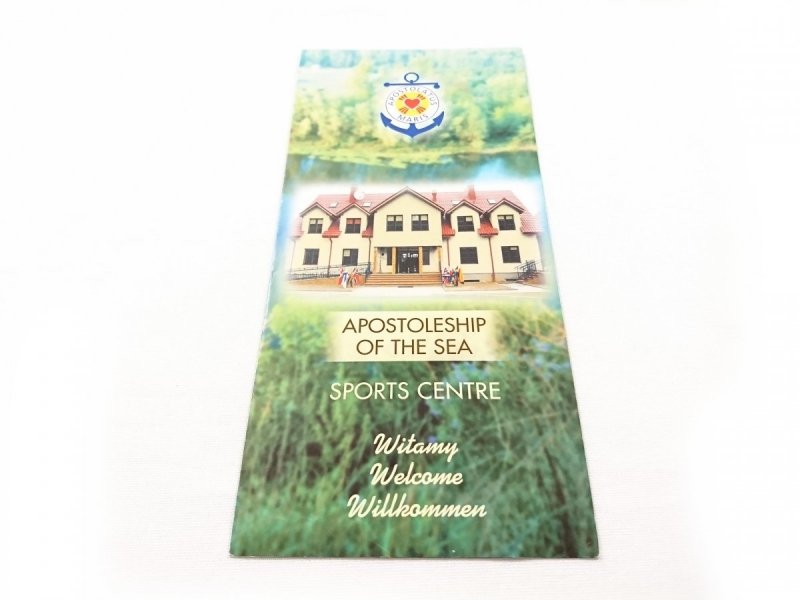 APOSTOLATUS
MARIS
APOSTOLESHIP
OF THE SEA
SPORTS CENTRE
Witamy
Welcome
Willkommen